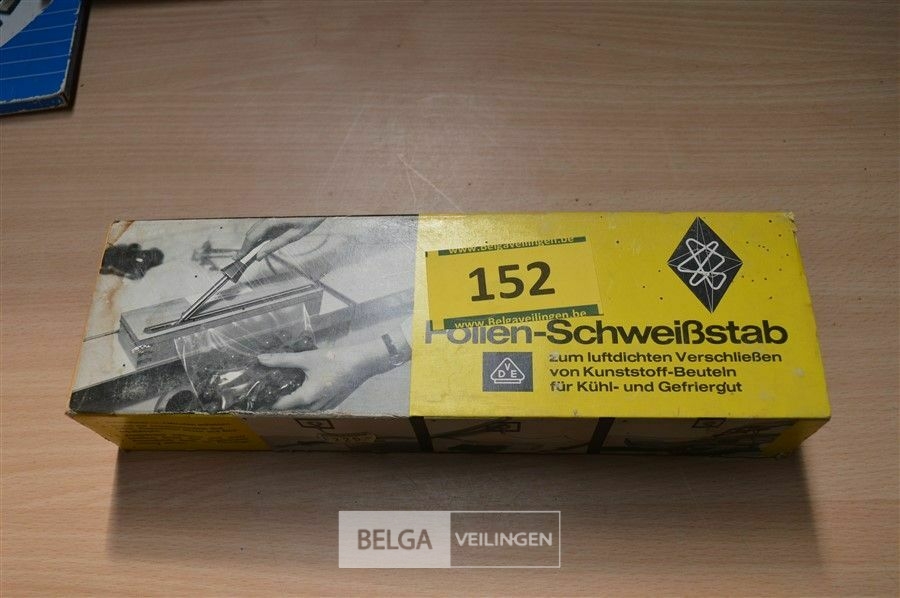 www.Belgaveilingen.be
152
www.Belgaveilingen.be
Folien-Schweißstab
zum luftdichten Verschließen
von Kunststoff-Beuteln
für Kühl- und Gefriergut
VDE
BELGA VEILINGEN